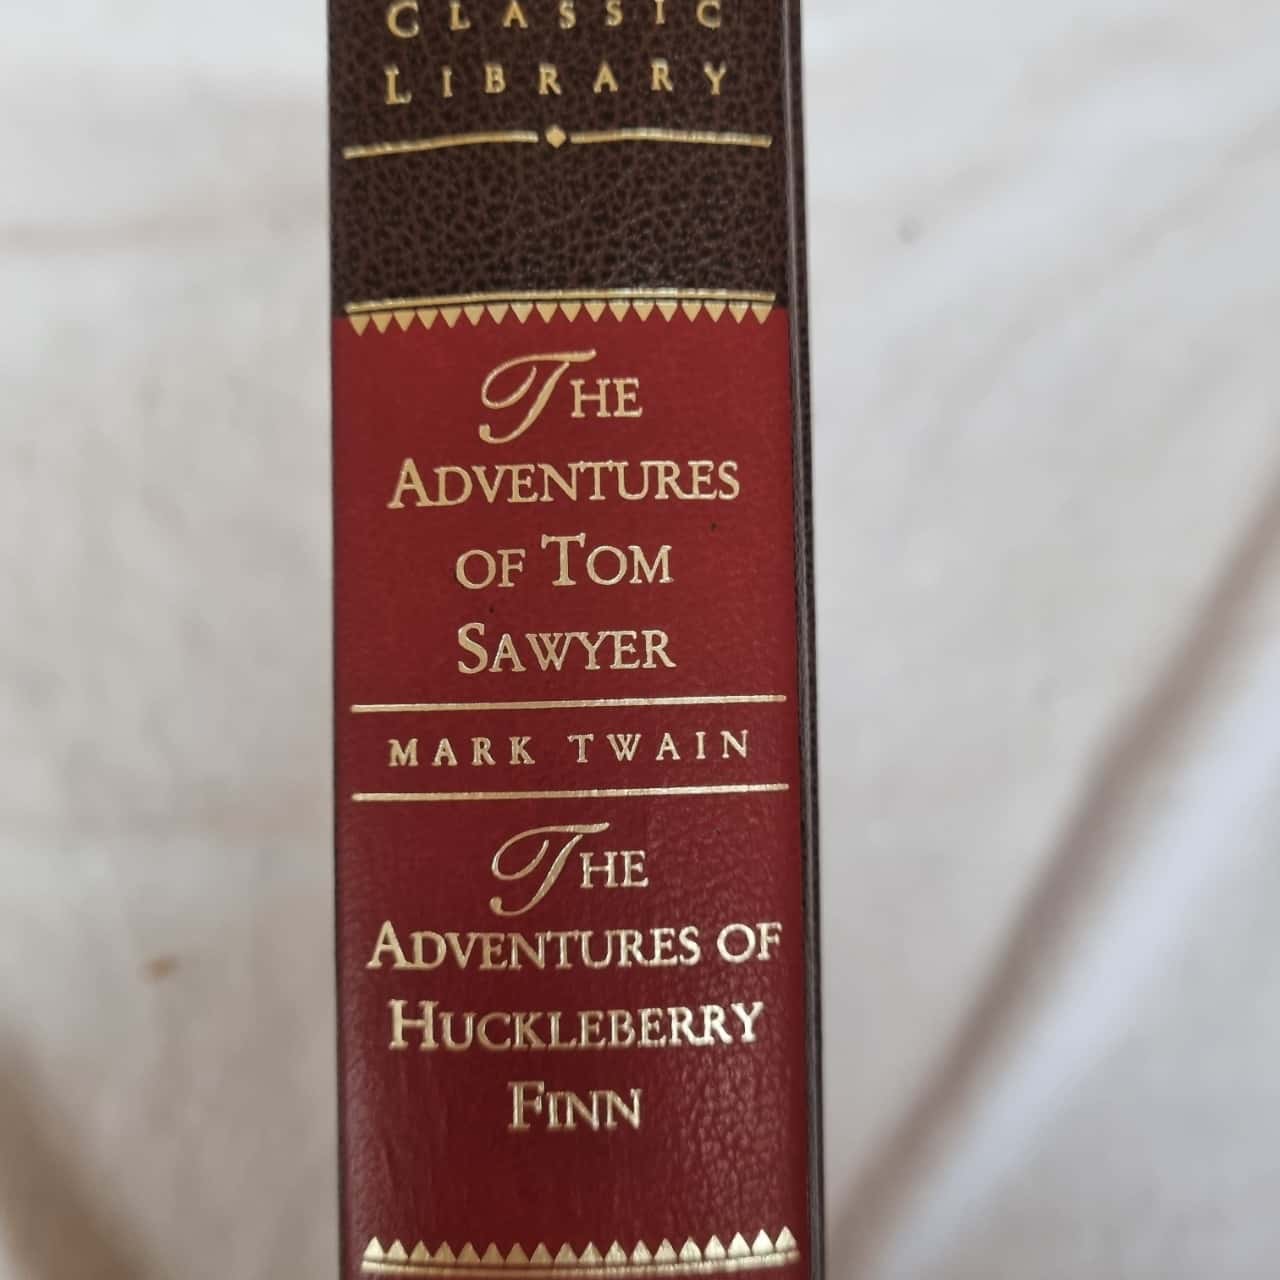 CLASSIC
LIBRARY
THE
ADVENTURES
OF TOM
SAWYER
MARK TWAIN
THE
ADVENTURES OF
HUCKLEBERRY
FINN